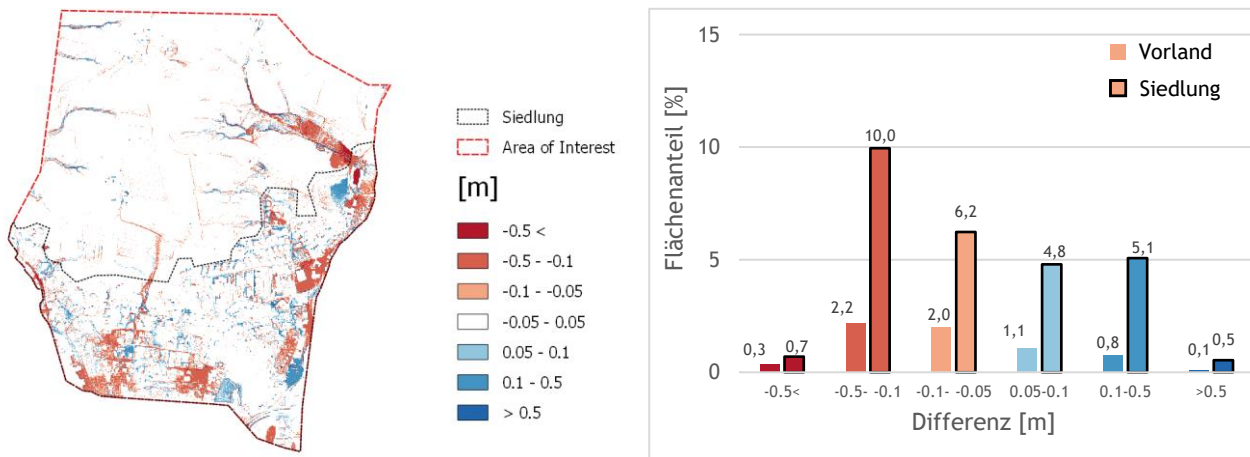 Siedlung
Area of Interest
[m]
-0.5 <
-0.5 - -0.1
-0.1 - -0.05
-0.05 - 0.05
0.05 - 0.1
0.1 - 0.5
> 0.5
Flächenanteil [%]
15
10
5
0
Vorland
Siedlung
0,3
0,7
2,2
10,0
2,0
6,2
1,1
4,8
0,8
5,1
0,1
0,5
-0.5<
-0.5- -0.1
-0.1- -0.05
0.05-0.1
0.1-0.5
>0.5
Differenz [m]